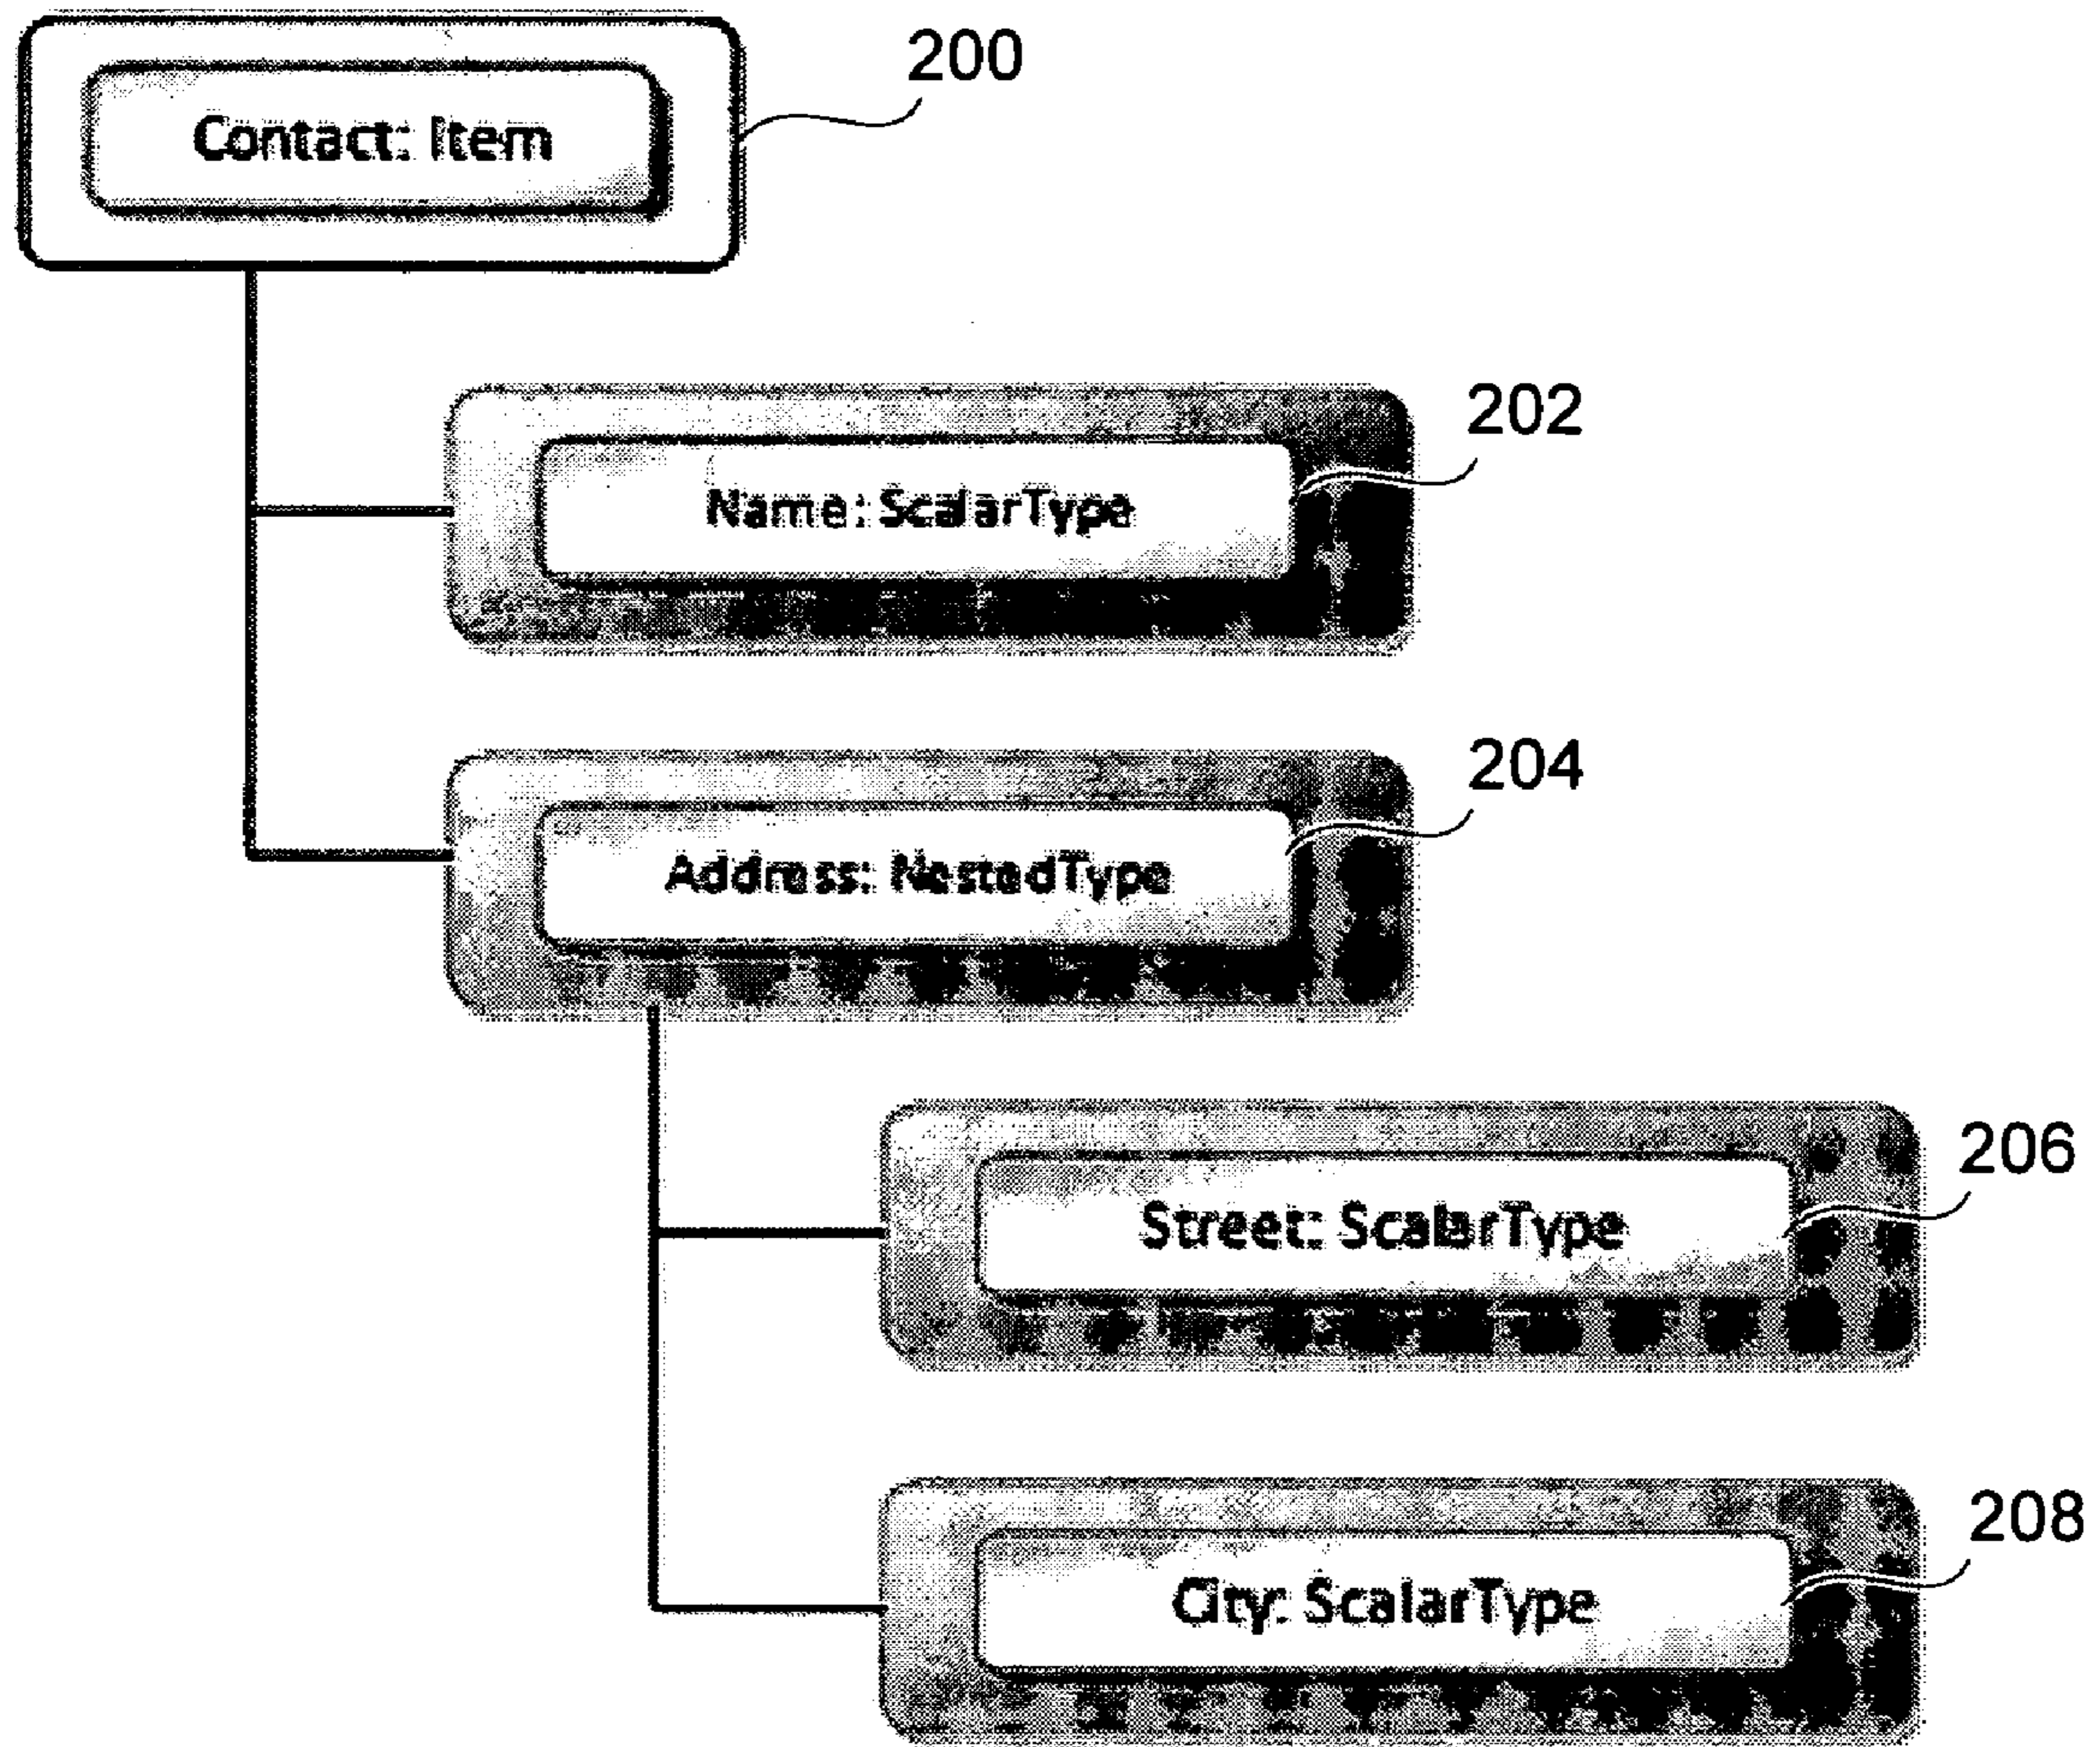 200
Contact: Item
202
Name: ScalarType
204
Address: NestedType
206
Street: ScalarType
208
City: ScalarType